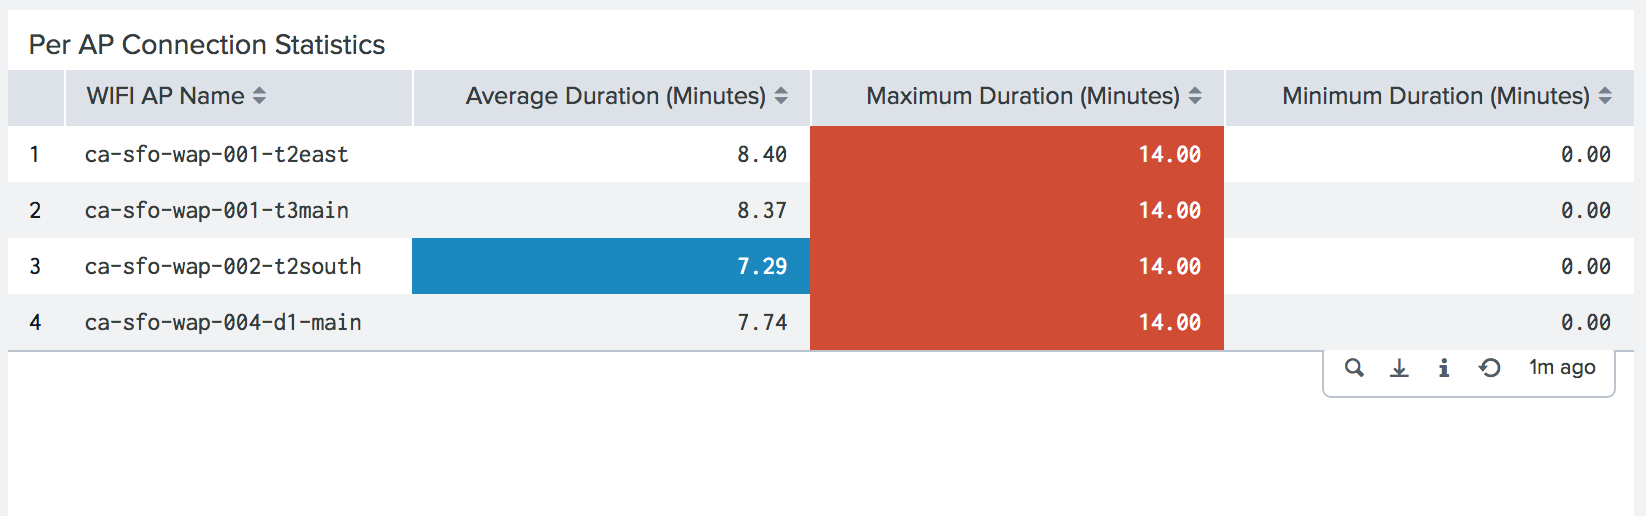 Per AP Connection Statistics
WIFI AP Name Average Duration (Minutes) Maximum Duration (Minutes) Minimum Duration (Minutes)
1 ca-sfo-wap-001-t2east 8.40 14.00 0.00
2 ca-sfo-wap-001-t3main 8.37 14.00 0.00
3 ca-sfo-wap-002-t2south 7.29 14.00 0.00
4 ca-sfo-wap-004-d1-main 7.74 14.00 0.00
1m ago